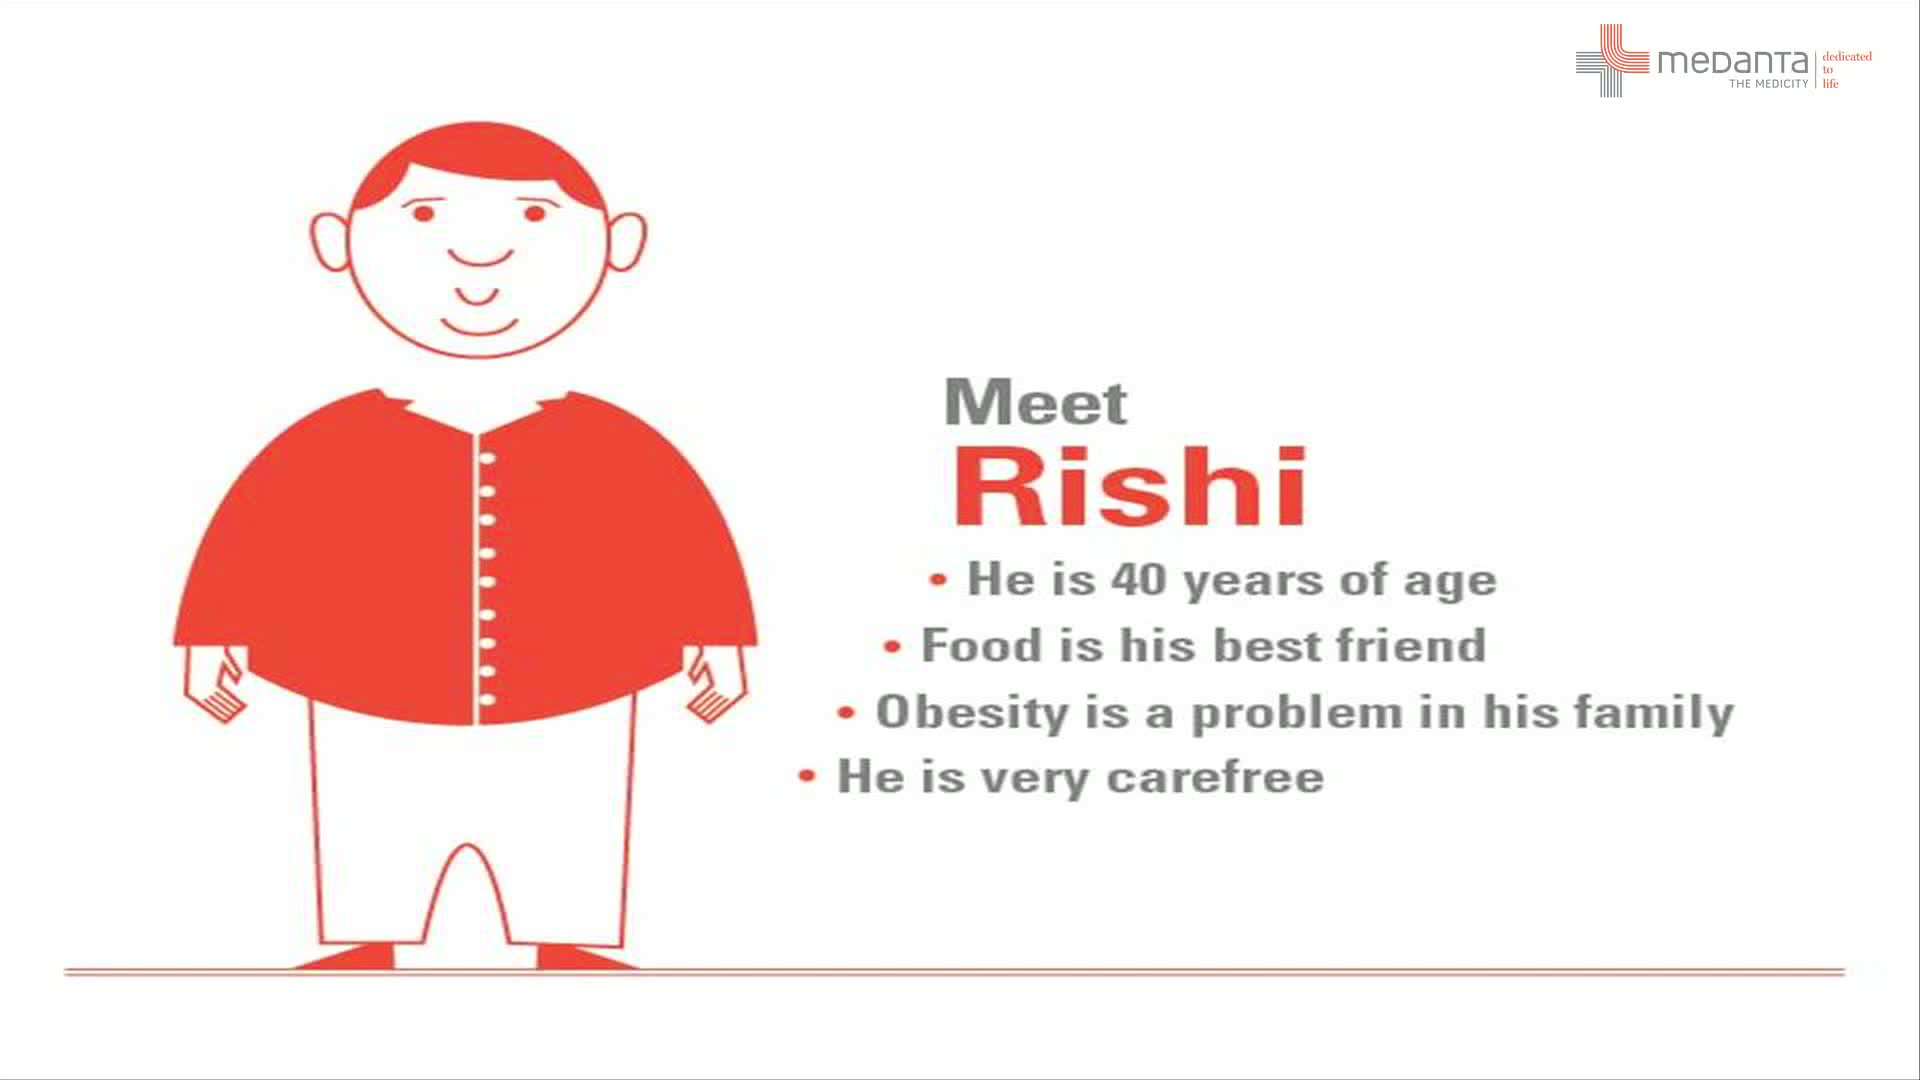 meDanTa
THE MEDICITY
dedicated
to
life
Meet
Rishi
• He is 40 years of age
• Food is his best friend
• Obesity is a problem in his family
• He is very carefree